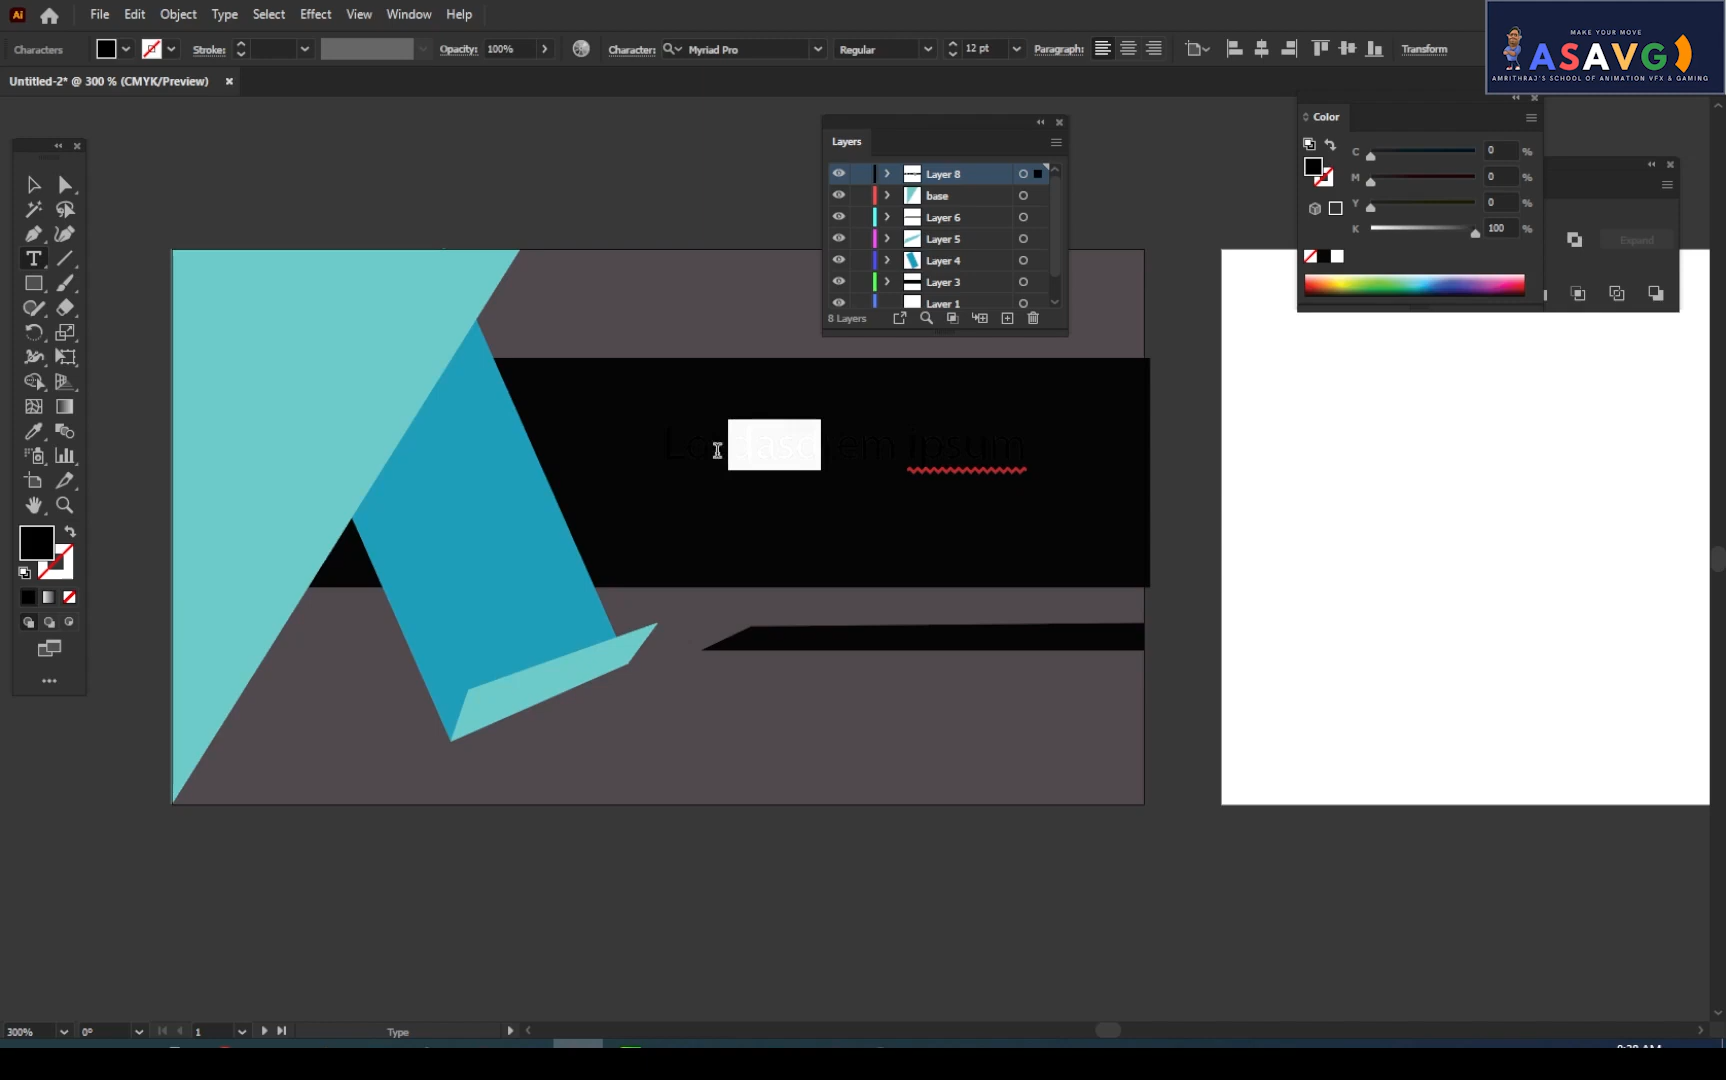 File Edit Object Type Select Effect View Window Help
MAKE YOUR MOVE
ASAVG
AMRITHRAJ'S SCHOOL OF ANIMATION VFX & GAMING
Characters Stroke: Opacity: 100% Character: Myriad Pro Regular 12 pt Paragraph: Transform
Untitled-2* @ 300 % (CMYK/Preview)
Layers
Layer 8
base
Layer 6
Layer 5
Layer 4
Layer 3
Layer 1
8 Layers
Color
C 0 %
M 0 %
Y 0 %
K 100 %
Expand
ipsum
300% 0° 1 Type